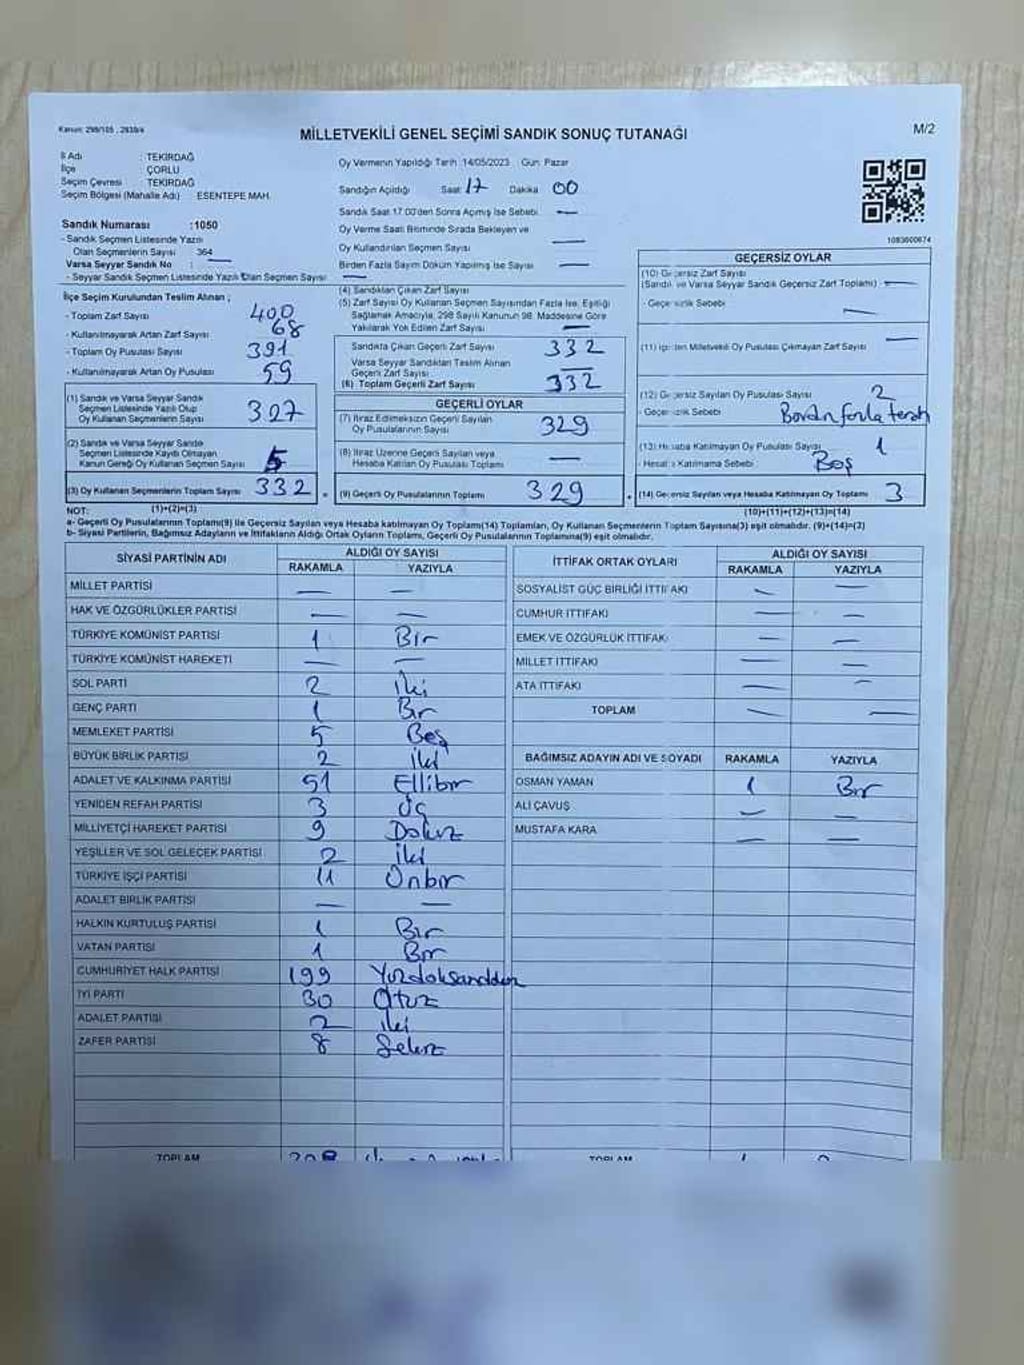 Kanun: 298/105 , 2839/4
MİLLETVEKİLİ GENEL SEÇİMİ SANDIK SONUÇ TUTANAĞI
M/2
İl Adı : TEKİRDAĞ
İlçe : ÇORLU
Seçim Çevresi : TEKİRDAĞ
Seçim Bölgesi (Mahalle Adı) ESENTEPE MAH.
Sandık Numarası :1050
- Sandık Seçmen Listesinde Yazılı
Olan Seçmenlerin Sayısı 364
Varsa Seyyar Sandık No : —
- Seyyar Sandık Seçmen Listesinde Yazılı Olan Seçmen Sayısı
İlçe Seçim Kurulundan Teslim Alınan ;
- Toplam Zarf Sayısı 400
- Kullanılmayarak Artan Zarf Sayısı 68
- Toplam Oy Pusulası Sayısı 391
- Kullanılmayarak Artan Oy Pusulası 59
(1) Sandık ve Varsa Seyyar Sandık
Seçmen Listesinde Yazılı Olup
Oy Kullanan Seçmenlerin Sayısı 327
(2) Sandık ve Varsa Seyyar Sandık
Seçmen Listesinde Kayıtlı Olmayan
Kanun Gereği Oy Kullanan Seçmen Sayısı 5
(3) Oy Kullanan Seçmenlerin Toplam Sayısı 332
(1)+(2)=(3)
Oy Vermenin Yapıldığı Tarih :14/05/2023 Gün: Pazar
Sandığın Açıldığı Saat: 17 Dakika 00
Sandık Saat 17:00'den Sonra Açılmış İse Sebebi —
Oy Verme Saati Bitiminde Sırada Bekleyen ve
Oy Kullandırılan Seçmen Sayısı —
Birden Fazla Sayım Döküm Yapılmış İse Sayısı —
(4) Sandıktan Çıkan Zarf Sayısı
(5) Zarf Sayısı Oy Kullanan Seçmen Sayısından Fazla İse, Eşitliği
Sağlamak Amacıyla, 298 Sayılı Kanunun 98. Maddesine Göre
Yakılarak Yok Edilen Zarf Sayısı —
Sandıkta Çıkan Geçerli Zarf Sayısı 332
Varsa Seyyar Sandıktan Teslim Alınan
Geçerli Zarf Sayısı —
(6) Toplam Geçerli Zarf Sayısı 332
GEÇERLİ OYLAR
(7) İtiraz Edilmeksizin Geçerli Sayılan
Oy Pusulalarının Sayısı 329
(8) İtiraz Üzerine Geçerli Sayılan veya
Hesaba Katılan Oy Pusulası Toplamı —
(9) Geçerli Oy Pusulalarının Toplamı 329
1083600674
GEÇERSİZ OYLAR
(10) Geçersiz Zarf Sayısı
(Sandık ve Varsa Seyyar Sandık Geçersiz Zarf Toplamı) —
- Geçersizlik Sebebi —
(11) İçinden Milletvekili Oy Pusulası Çıkmayan Zarf Sayısı —
(12) Geçersiz Sayılan Oy Pusulası Sayısı 2
- Geçersizlik Sebebi Birden fazla tercih
(13) Hesaba Katılmayan Oy Pusulası Sayısı 1
- Hesaba Katılmama Sebebi Boş
(14) Geçersiz Sayılan veya Hesaba Katılmayan Oy Toplamı 3
(10)+(11)+(12)+(13)=(14)
NOT:
a- Geçerli Oy Pusulalarının Toplamı(9) ile Geçersiz Sayılan veya Hesaba katılmayan Oy Toplamı(14) Toplamları, Oy Kullanan Seçmenlerin Toplam Sayısına(3) eşit olmalıdır. (9)+(14)=(3)
b- Siyasi Partilerin, Bağımsız Adayların ve İttifakların Aldığı Ortak Oyların Toplamı, Geçerli Oy Pusulalarının Toplamına(9) eşit olmalıdır.
SİYASİ PARTİNİN ADI ALDIĞI OY SAYISI
RAKAMLA YAZIYLA
MİLLET PARTİSİ — —
HAK VE ÖZGÜRLÜKLER PARTİSİ — —
TÜRKİYE KOMÜNİST PARTİSİ 1 Bir
TÜRKİYE KOMÜNİST HAREKETİ — —
SOL PARTİ 2 İki
GENÇ PARTİ 1 Bir
MEMLEKET PARTİSİ 5 Beş
BÜYÜK BİRLİK PARTİSİ 2 İki
ADALET VE KALKINMA PARTİSİ 51 Ellibir
YENİDEN REFAH PARTİSİ 3 Üç
MİLLİYETÇİ HAREKET PARTİSİ 9 Dokuz
YEŞİLLER VE SOL GELECEK PARTİSİ 2 İki
TÜRKİYE İŞÇİ PARTİSİ 11 Onbir
ADALET BİRLİK PARTİSİ — —
HALKIN KURTULUŞ PARTİSİ 1 Bir
VATAN PARTİSİ 1 Bir
CUMHURİYET HALK PARTİSİ 199 Yüzdoksandokuz
İYİ PARTİ 30 Otuz
ADALET PARTİSİ 2 İki
ZAFER PARTİSİ 8 Sekiz
TOPLAM
İTTİFAK ORTAK OYLARI ALDIĞI OY SAYISI
RAKAMLA YAZIYLA
SOSYALİST GÜÇ BİRLİĞİ İTTİFAKI — —
CUMHUR İTTİFAKI — —
EMEK VE ÖZGÜRLÜK İTTİFAKI — —
MİLLET İTTİFAKI — —
ATA İTTİFAKI — —
TOPLAM — —
BAĞIMSIZ ADAYIN ADI VE SOYADI RAKAMLA YAZIYLA
OSMAN YAMAN 1 Bir
ALİ ÇAVUŞ — —
MUSTAFA KARA — —
TOPLAM